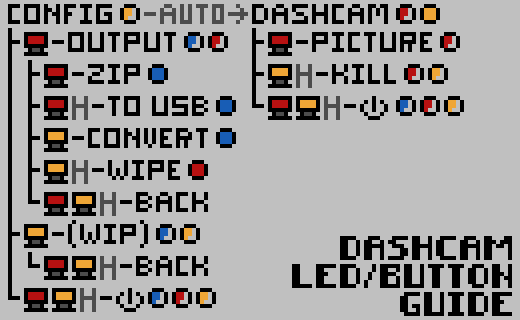 CONFIG -AUTO→DASHCAM
-OUTPUT
-ZIP
H-TO USB
-CONVERT
H-WIPE
H-BACK
-(WIP)
H-BACK
H-⏻
-PICTURE
H-KILL
H-⏻
DASHCAM
LED/BUTTON
GUIDE